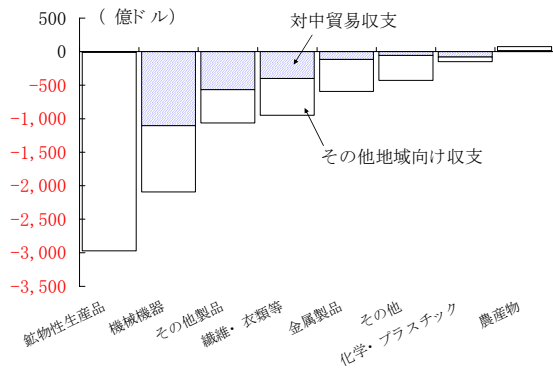 (億ドル)
500
0
-500
-1,000
-1,500
-2,000
-2,500
-3,000
-3,500
対中貿易収支
その他地域向け収支
鉱物性生産品
機械機器
その他製品
繊維・衣類等
金属製品
その他
化学・プラスチック
農産物